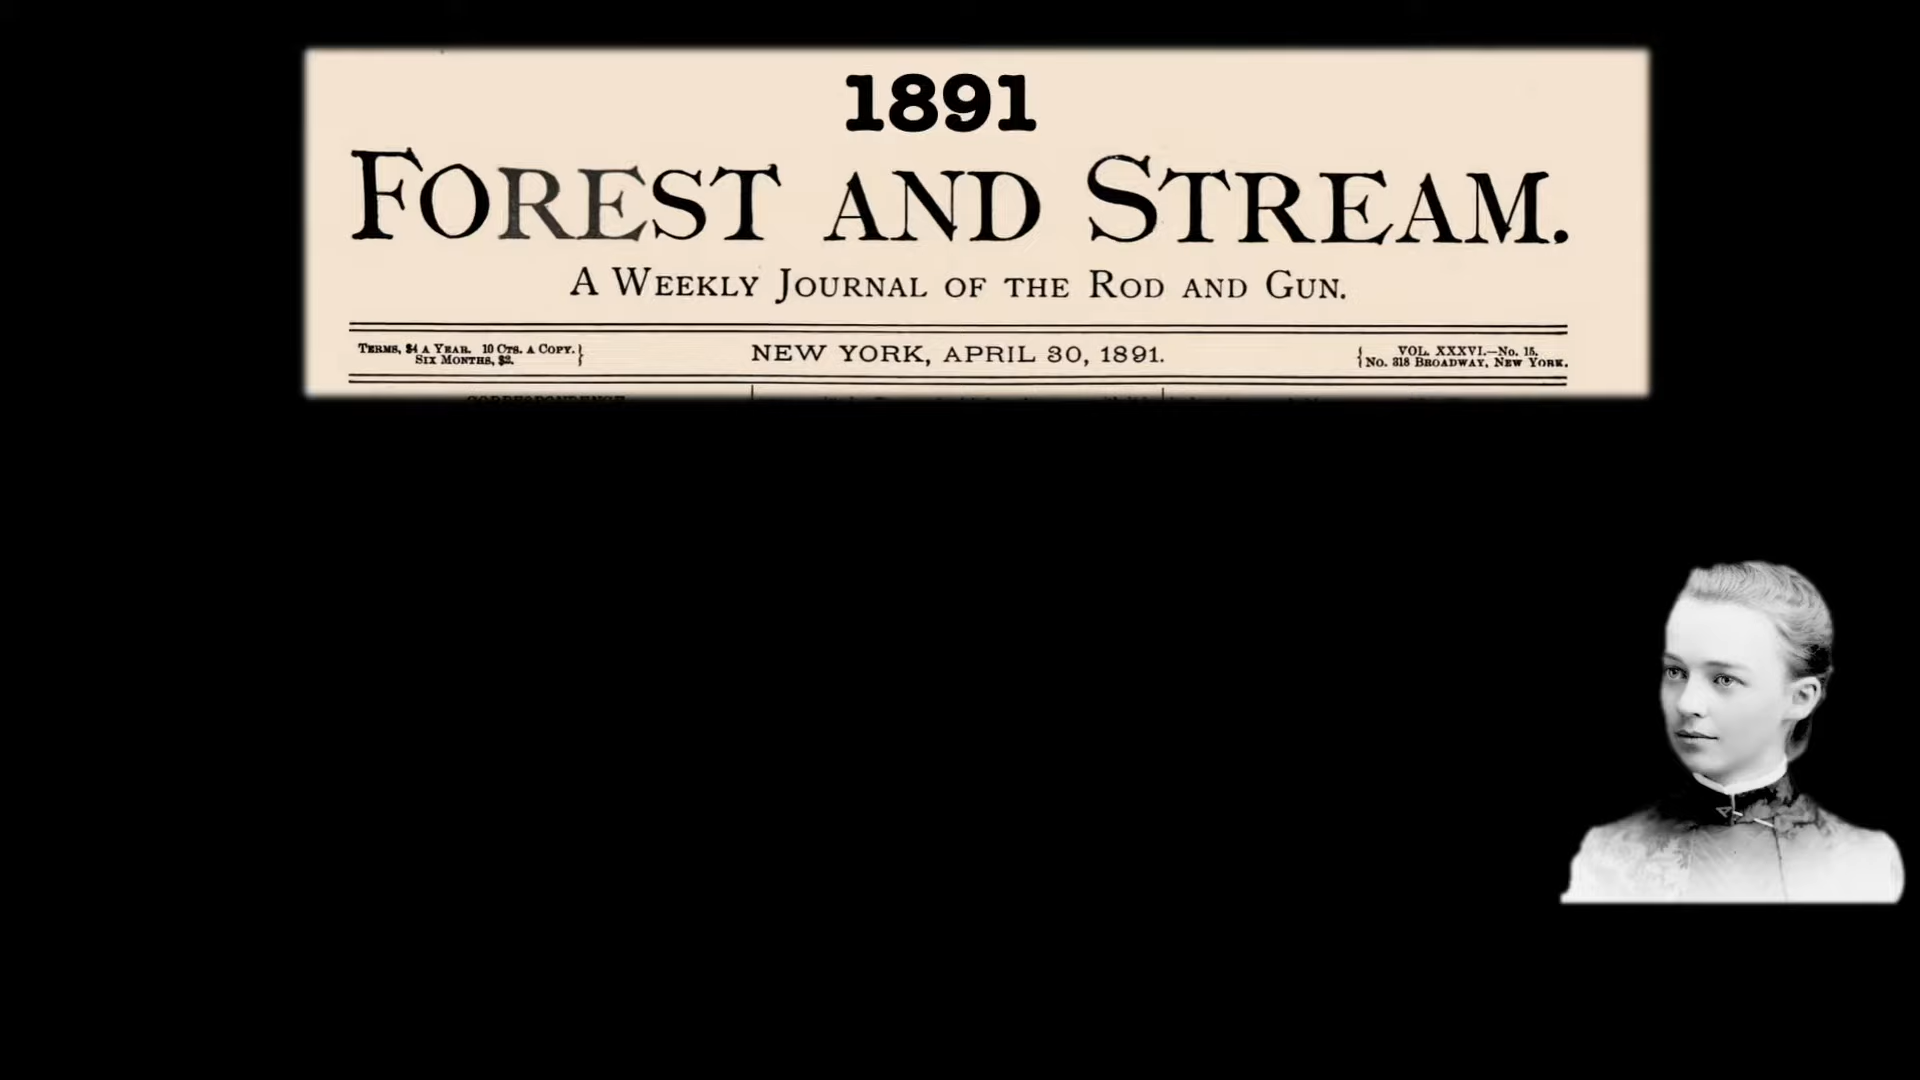 1891
FOREST AND STREAM.
A WEEKLY JOURNAL OF THE ROD AND GUN.
TERMS, $4 A YEAR. 10 CTS. A COPY. }
SIX MONTHS, $2.
NEW YORK, APRIL 30, 1891.
{ VOL. XXXVI.—No. 15.
No. 318 BROADWAY, NEW YORK.
CORRESPONDENCE